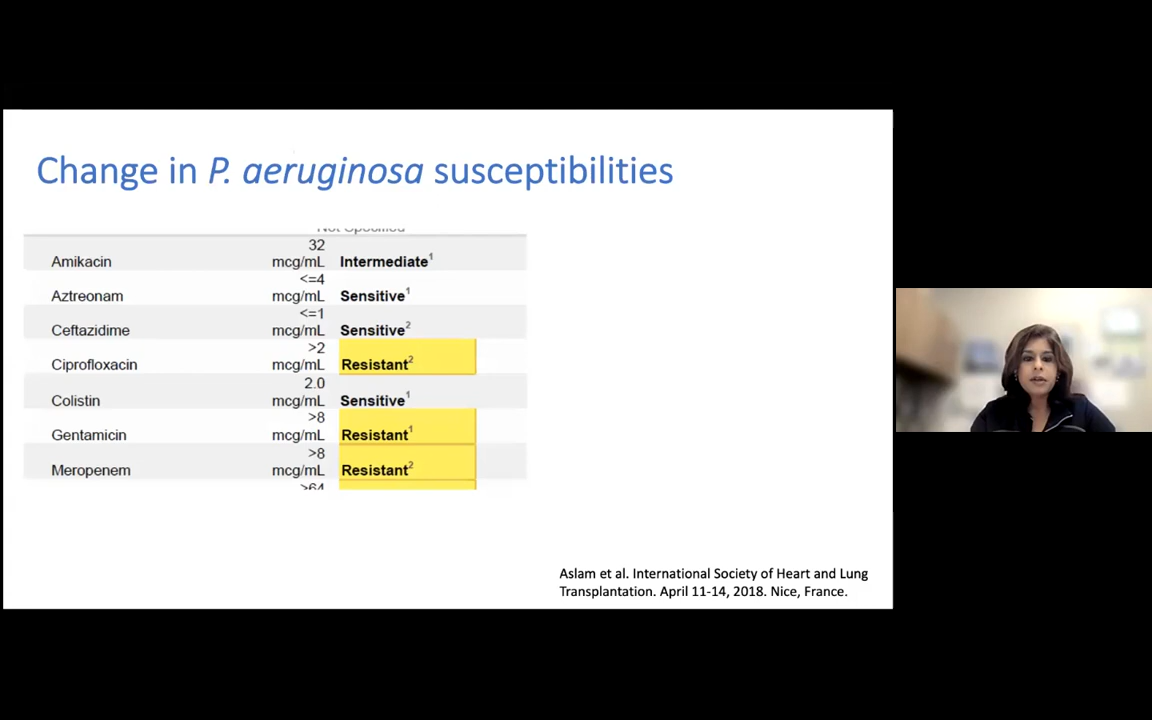 Change in P. aeruginosa susceptibilities
Not Specified
32
Amikacin mcg/mL Intermediate1
<=4
Aztreonam mcg/mL Sensitive1
<=1
Ceftazidime mcg/mL Sensitive2
>2
Ciprofloxacin mcg/mL Resistant2
2.0
Colistin mcg/mL Sensitive1
>8
Gentamicin mcg/mL Resistant1
>8
Meropenem mcg/mL Resistant2
>64
Aslam et al. International Society of Heart and Lung
Transplantation. April 11-14, 2018. Nice, France.